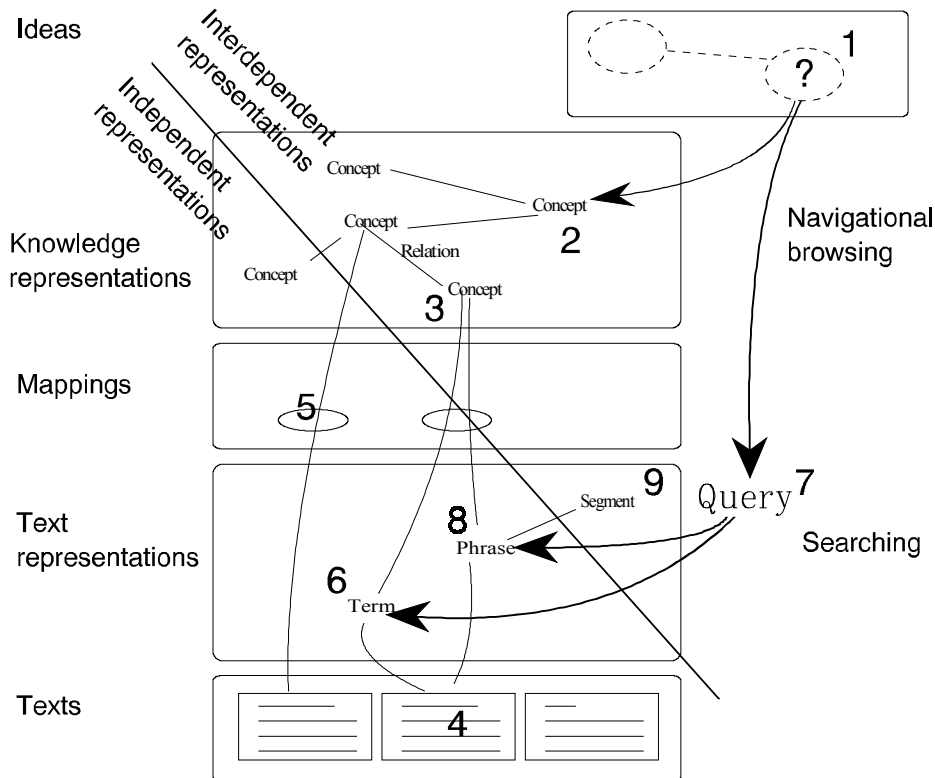 Ideas
Interdependent
representations
Independent
representations
1
?
Concept
Concept
2
Concept
Relation
Concept
3
Concept
Navigational
browsing
Knowledge
representations
Mappings
5
Text
representations
9
Segment
Query
7
8
Phrase
Searching
6
Term
Texts
4